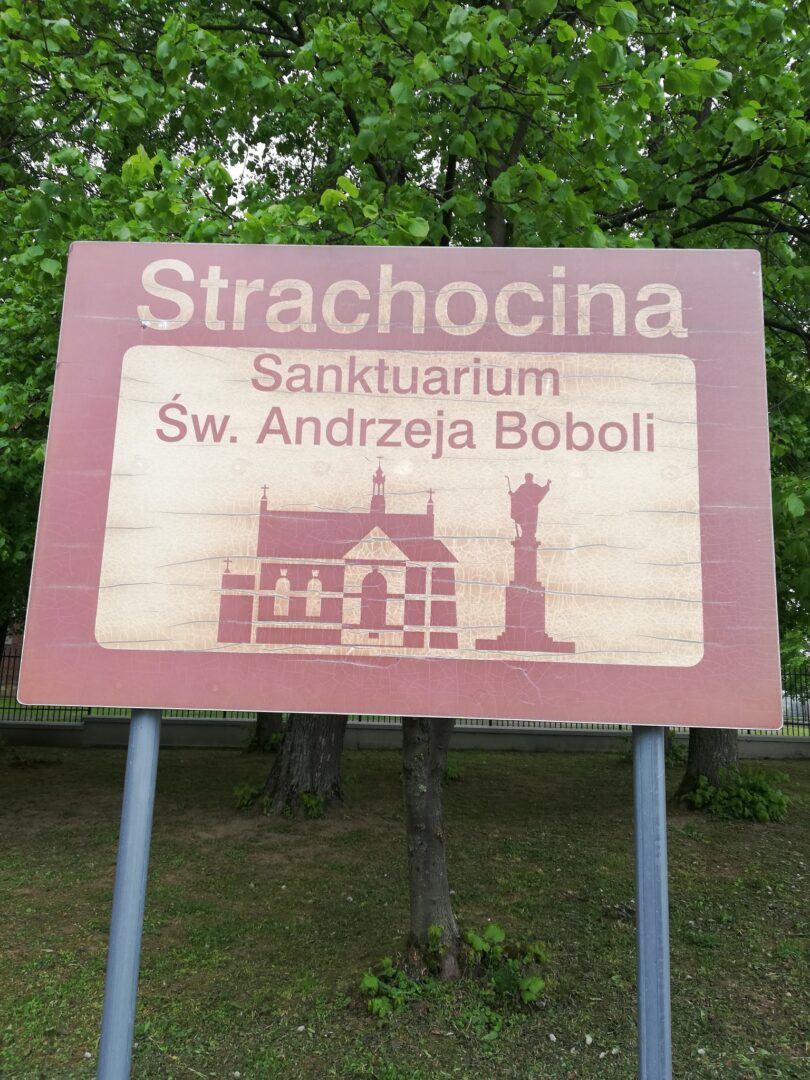 Strachocina
Sanktuarium
Św. Andrzeja Boboli